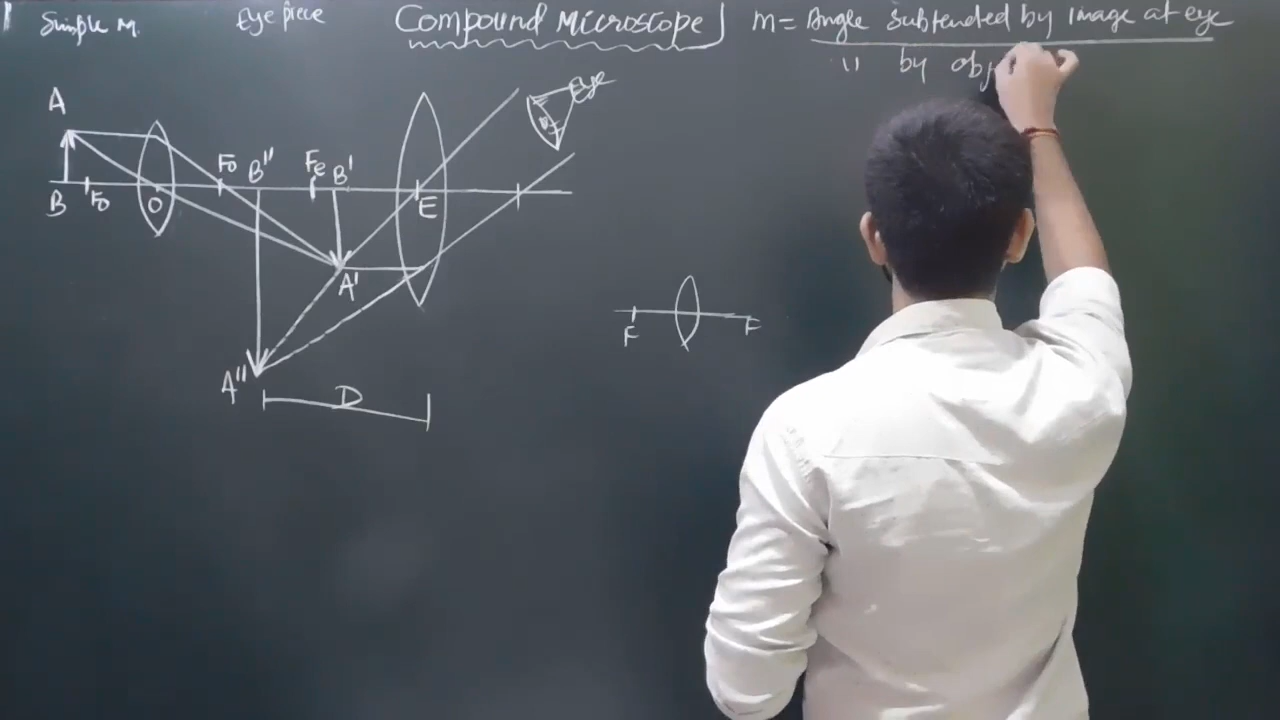 Simple M.
Eye piece
Compound Microscope
m = Angle subtended by image at eye
" by obj
Eye
A
Fo B" Fe B'
B Fo O E
A'
A"
D
F F